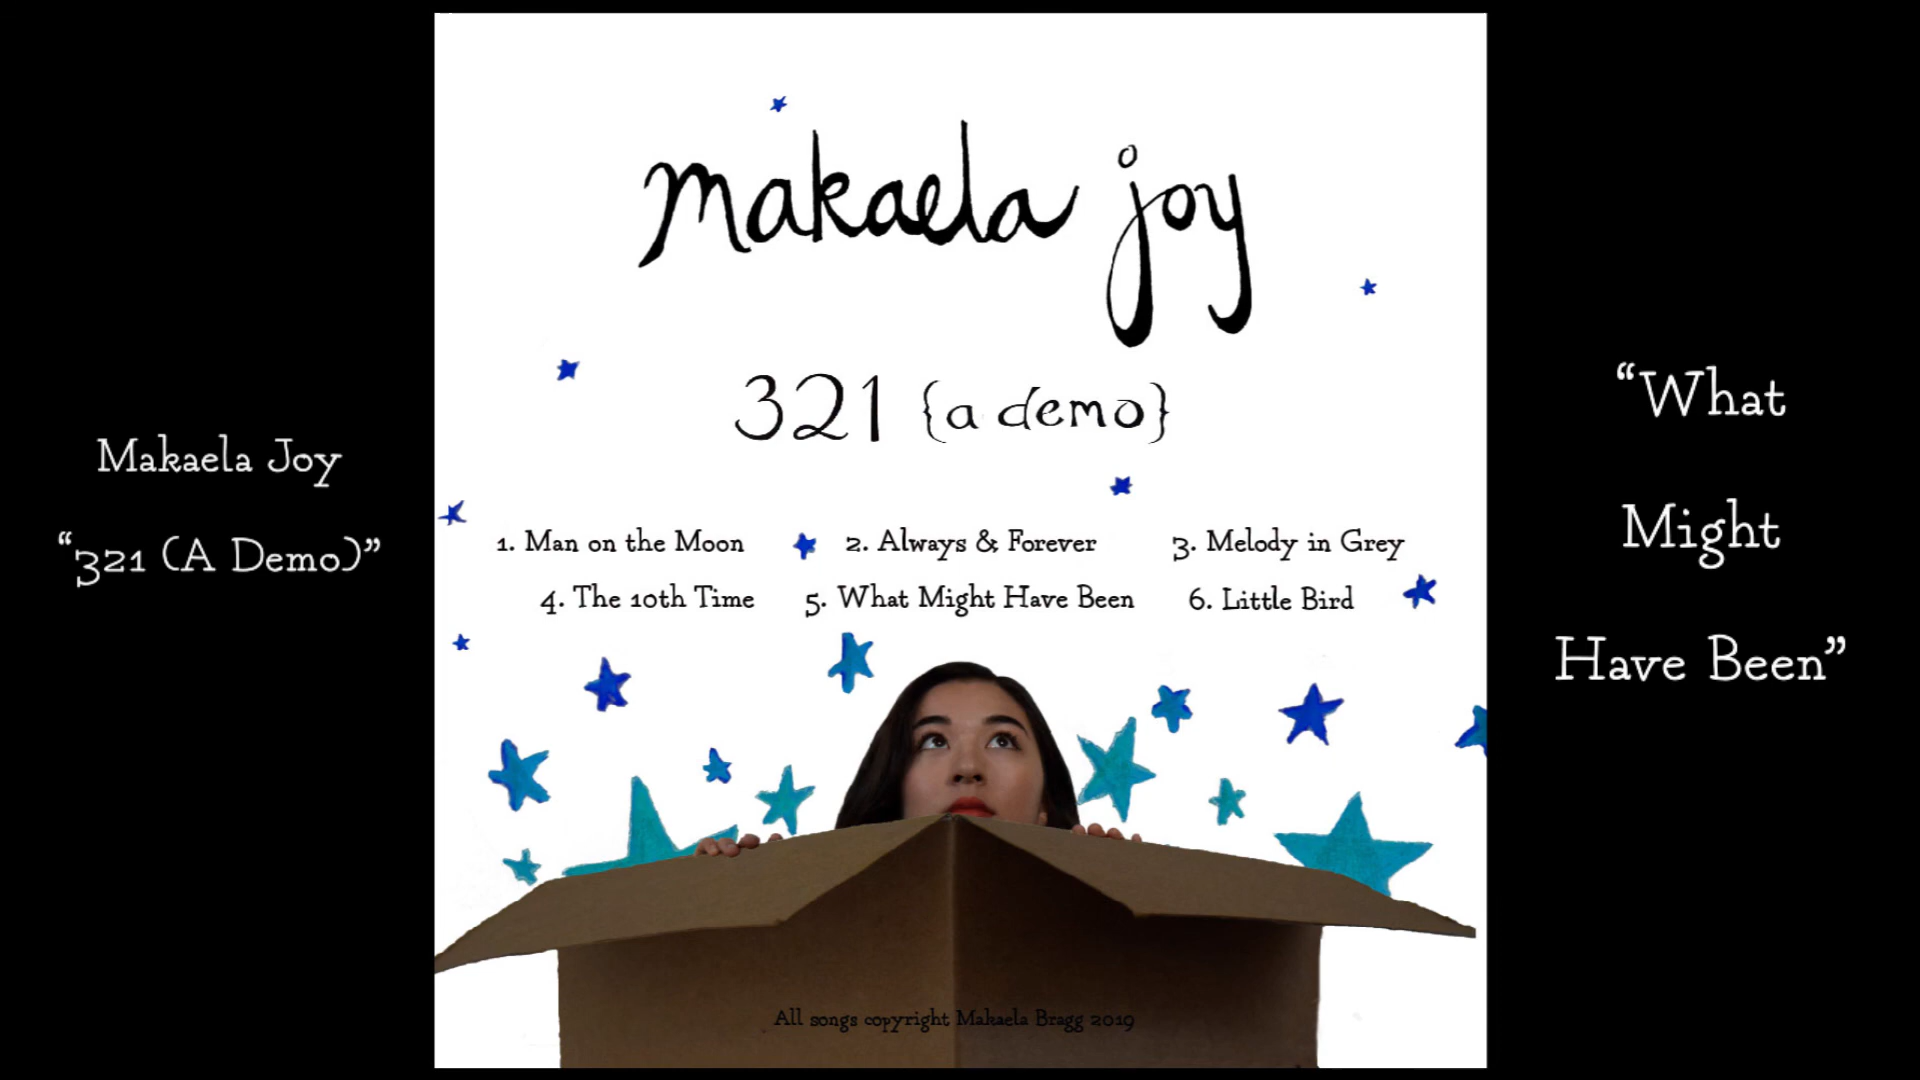 Makaela Joy
“321 (A Demo)”
makaela joy
321 {a demo}
1. Man on the Moon
2. Always & Forever
3. Melody in Grey
4. The 10th Time
5. What Might Have Been
6. Little Bird
All songs copyright Makaela Bragg 2019
“What
Might
Have Been”